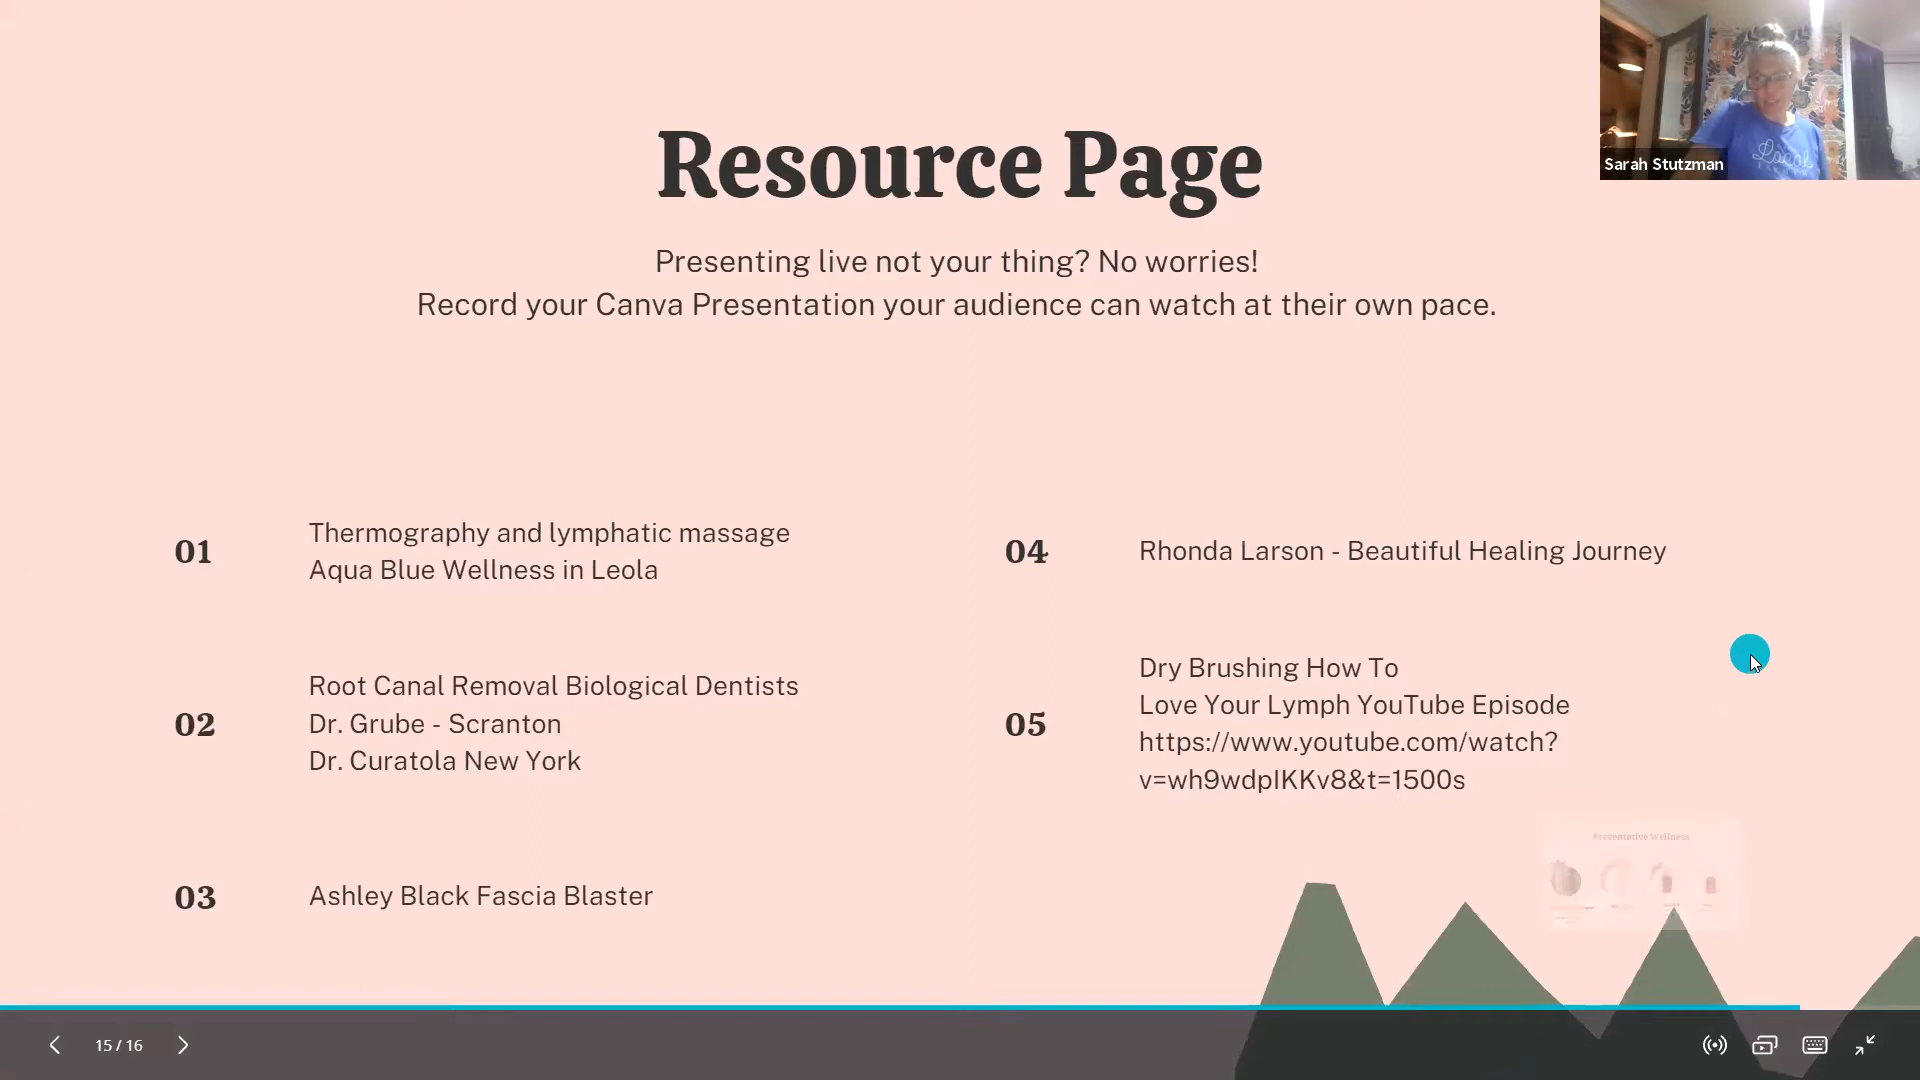 Resource Page
Presenting live not your thing? No worries!
Record your Canva Presentation your audience can watch at their own pace.
01
Thermography and lymphatic massage
Aqua Blue Wellness in Leola
02
Root Canal Removal Biological Dentists
Dr. Grube - Scranton
Dr. Curatola New York
03
Ashley Black Fascia Blaster
04
Rhonda Larson - Beautiful Healing Journey
05
Dry Brushing How To
Love Your Lymph YouTube Episode
https://www.youtube.com/watch?
v=wh9wdpIKKv8&t=1500s
Preventative Wellness
Sarah Stutzman
Local
15 / 16